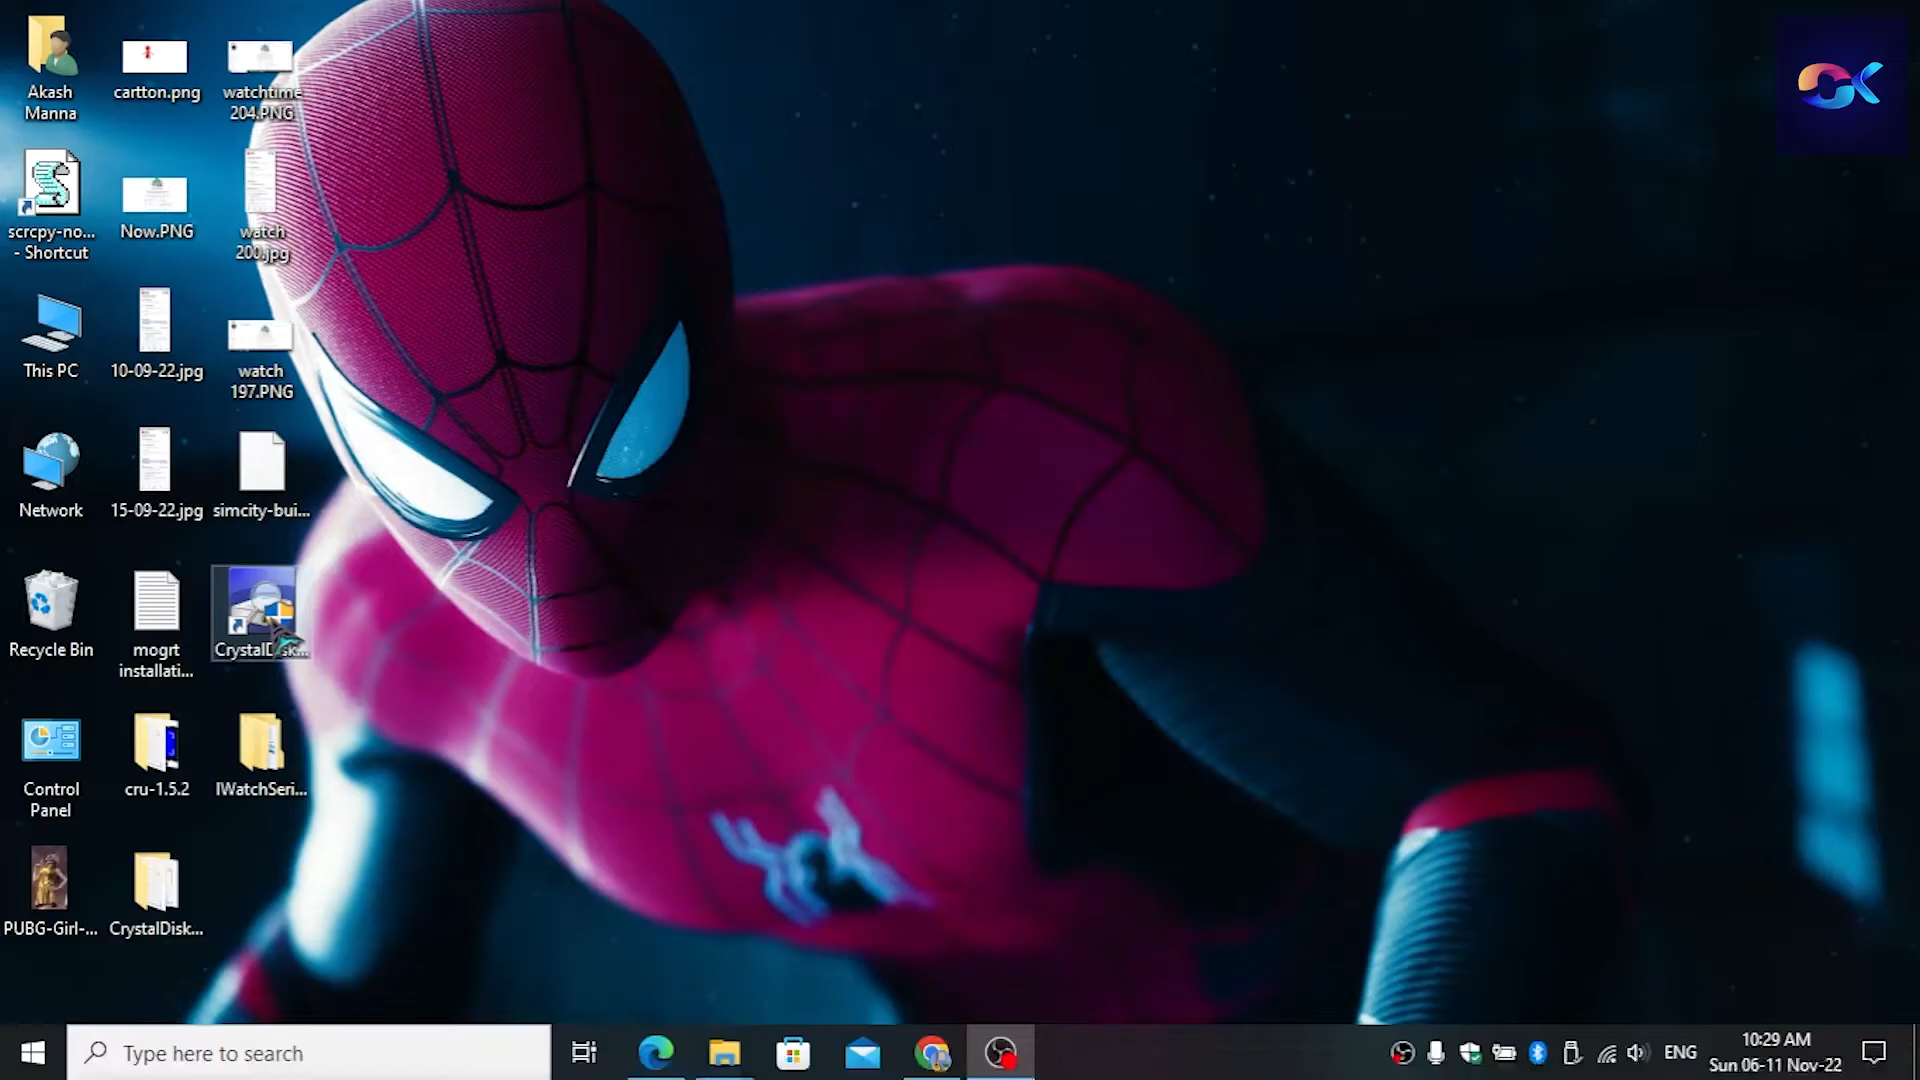 Akash
Manna
cartton.png
watchtime
204.PNG
scrcpy-no...
- Shortcut
Now.PNG
watch
200.jpg
This PC
10-09-22.jpg
watch
197.PNG
Network
15-09-22.jpg
simcity-bui...
Recycle Bin
mogrt
installati...
CrystalDisk...
Control
Panel
cru-1.5.2
IWatchSeri...
PUBG-Girl-...
CrystalDisk...
Type here to search
ENG
10:29 AM
Sun 06-11 Nov-22